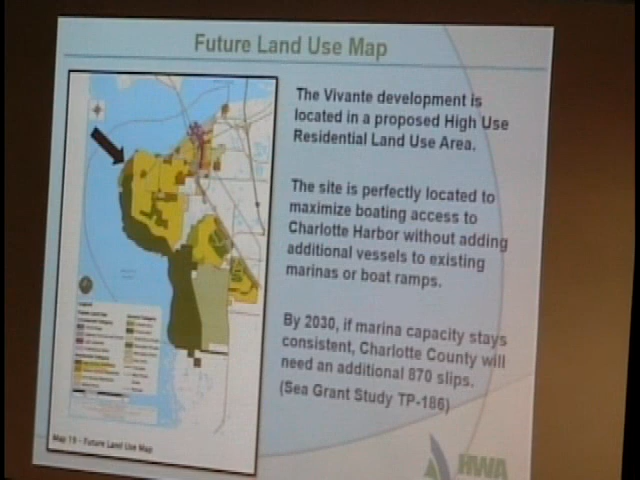 Future Land Use Map
The Vivante development is
located in a proposed High Use
Residential Land Use Area.
The site is perfectly located to
maximize boating access to
Charlotte Harbor without adding
additional vessels to existing
marinas or boat ramps.
By 2030, if marina capacity stays
consistent, Charlotte County will
need an additional 870 slips.
(Sea Grant Study TP-186)
Map 19 - Future Land Use Map
HWA